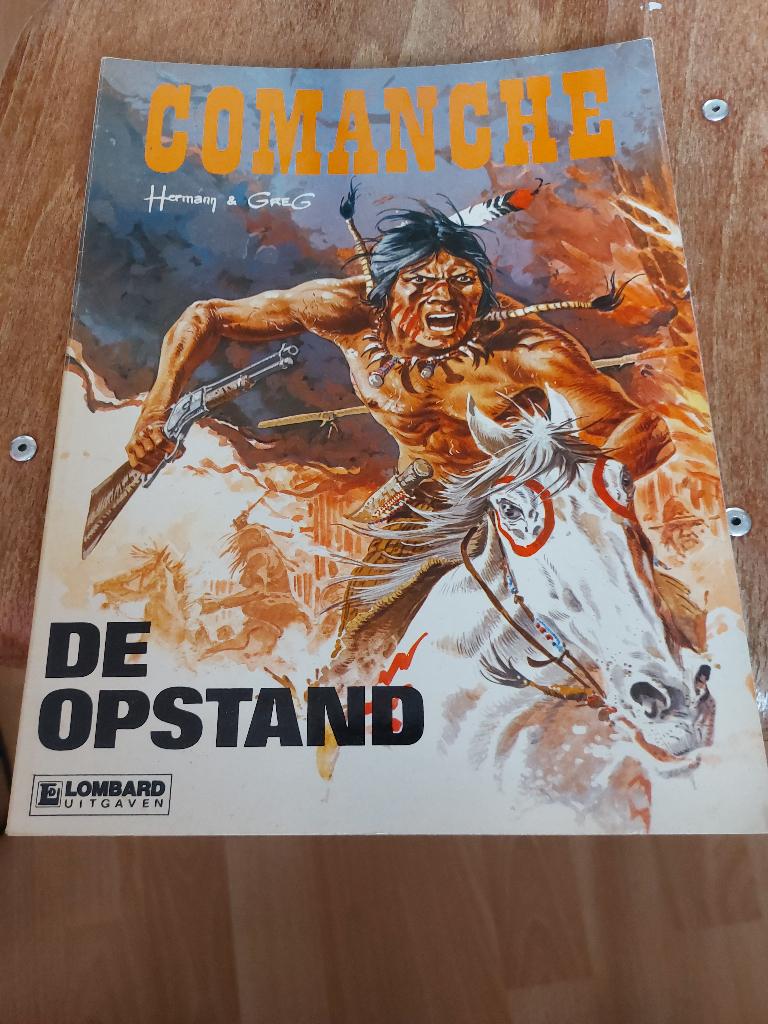 COMANCHE
Hermann & GREG
DE
OPSTAND
LOMBARD
UITGAVEN